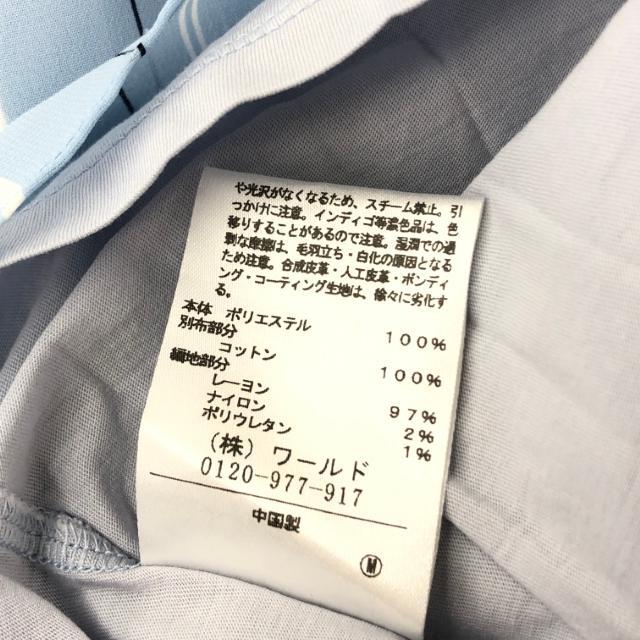 や光沢がなくなるため、スチーム禁止。引
っかけに注意。インディゴ等濃色品は、色
移りすることがあるので注意。湿潤での過
剰な摩擦は、毛羽立ち・白化の原因となる
ため注意。合成皮革・人工皮革・ボンディ
ング・コーティング生地は、徐々に劣化す
る。
本体 ポリエステル 100%
別布部分
コットン 100%
編地部分
レーヨン 97%
ナイロン 2%
ポリウレタン 1%
(株)ワールド
0120-977-917
中国製
M